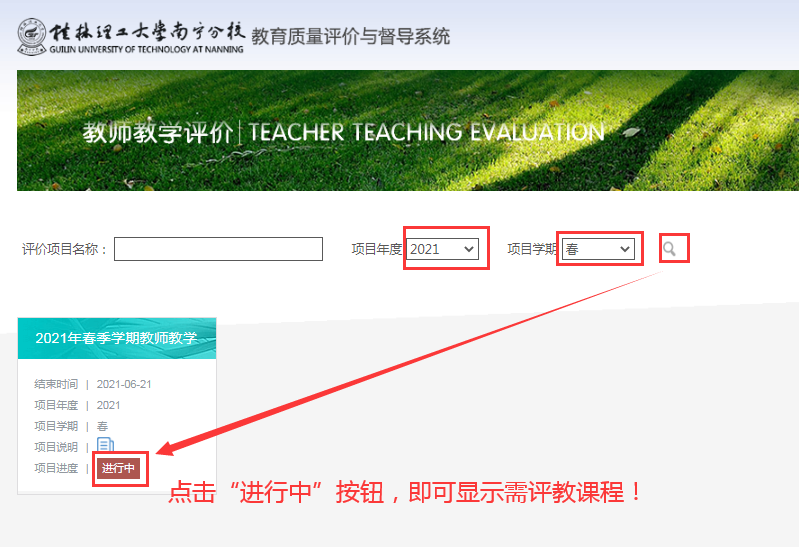 桂林理工大学南宁分校 教育质量评价与督导系统
GUILIN UNIVERSITY OF TECHNOLOGY AT NANNING
教师教学评价 | TEACHER TEACHING EVALUATION
评价项目名称： 项目年度 2021 项目学期 春
2021年春季学期教师教学
结束时间 | 2021-06-21
项目年度 | 2021
项目学期 | 春
项目说明 |
项目进度 | 进行中
点击“进行中”按钮，即可显示需评教课程！